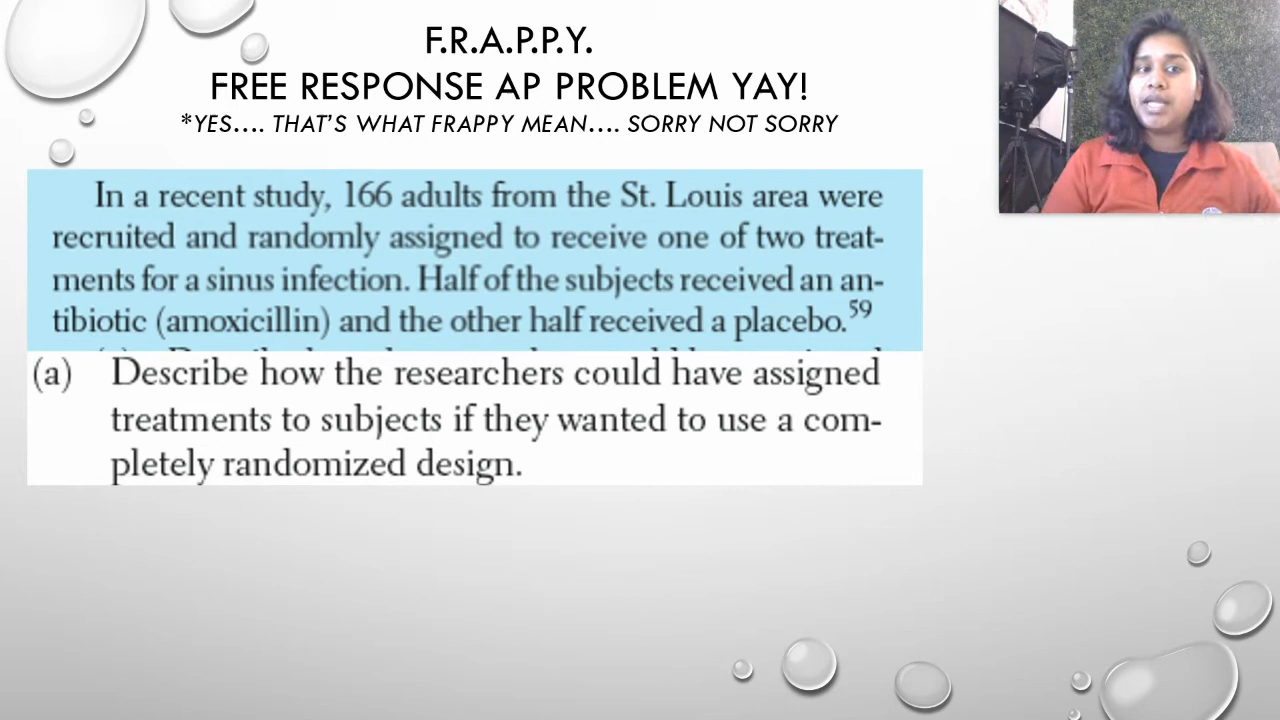 F.R.A.P.P.Y.
FREE RESPONSE AP PROBLEM YAY!
*YES.... THAT'S WHAT FRAPPY MEAN.... SORRY NOT SORRY
In a recent study, 166 adults from the St. Louis area were
recruited and randomly assigned to receive one of two treat-
ments for a sinus infection. Half of the subjects received an an-
tibiotic (amoxicillin) and the other half received a placebo.59
(a) Describe how the researchers could have assigned
treatments to subjects if they wanted to use a com-
pletely randomized design.